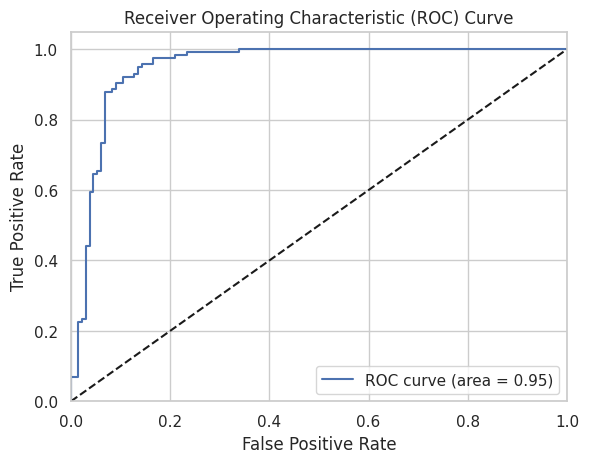 Receiver Operating Characteristic (ROC) Curve
1.0
0.8
0.6
0.4
0.2
0.0
True Positive Rate
ROC curve (area = 0.95)
0.0 0.2 0.4 0.6 0.8 1.0
False Positive Rate